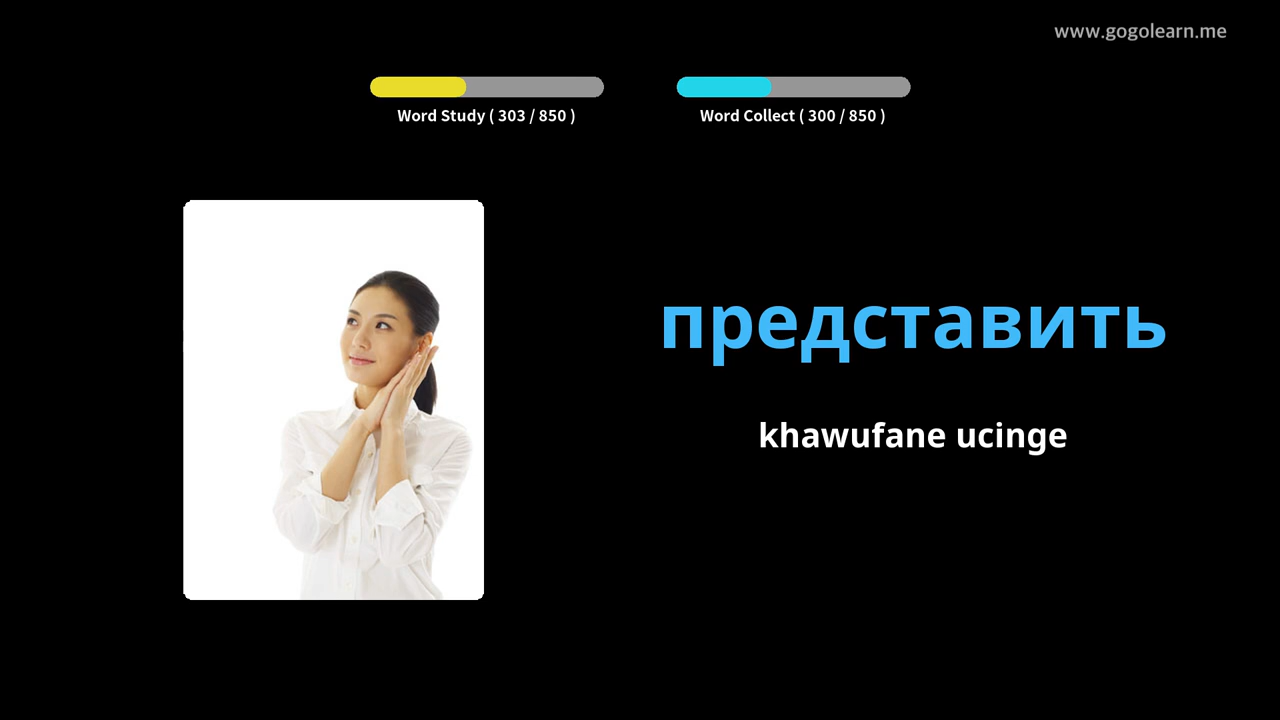 www.gogolearn.me
Word Study ( 303 / 850 )
Word Collect ( 300 / 850 )
представить
khawufane ucinge